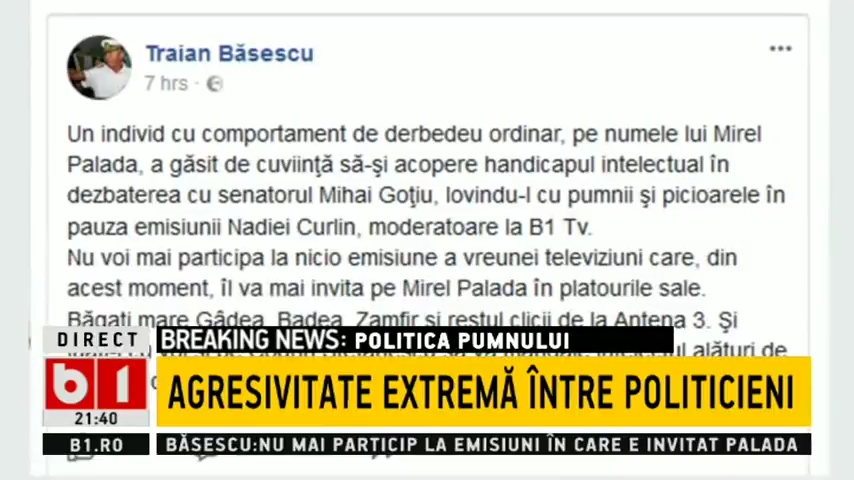 Traian Băsescu
7 hrs
Un individ cu comportament de derbedeu ordinar, pe numele lui Mirel
Palada, a găsit de cuviinţă să-şi acopere handicapul intelectual în
dezbaterea cu senatorul Mihai Goţiu, lovindu-l cu pumnii şi picioarele în
pauza emisiunii Nadiei Curlin, moderatoare la B1 Tv.
Nu voi mai participa la nicio emisiune a vreunei televiziuni care, din
acest moment, îl va mai invita pe Mirel Palada în platourile sale.
Băgaţi mare Gâdea, Badea, Zamfir şi restul clicii de la Antena 3. Şi
alături de
DIRECT
BREAKING NEWS: POLITICA PUMNULUI
b1
AGRESIVITATE EXTREMĂ ÎNTRE POLITICIENI
21:40
B1.RO
BĂSESCU:NU MAI PARTICIP LA EMISIUNI ÎN CARE E INVITAT PALADA